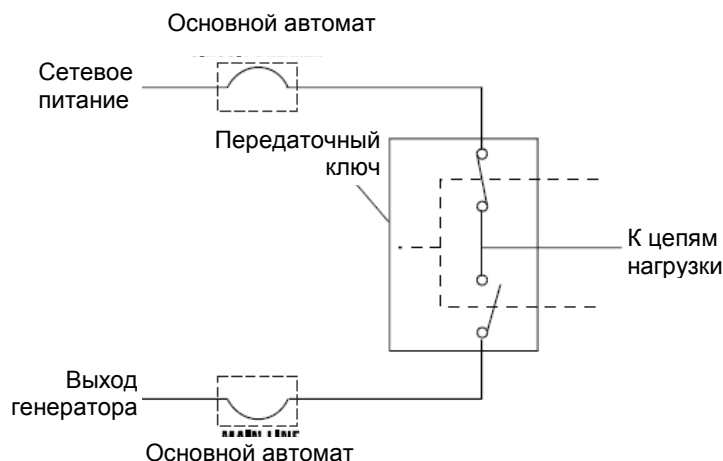 Основной автомат
Сетевое
питание
Передаточный
ключ
К цепям
нагрузки
Выход
генератора
Основной автомат